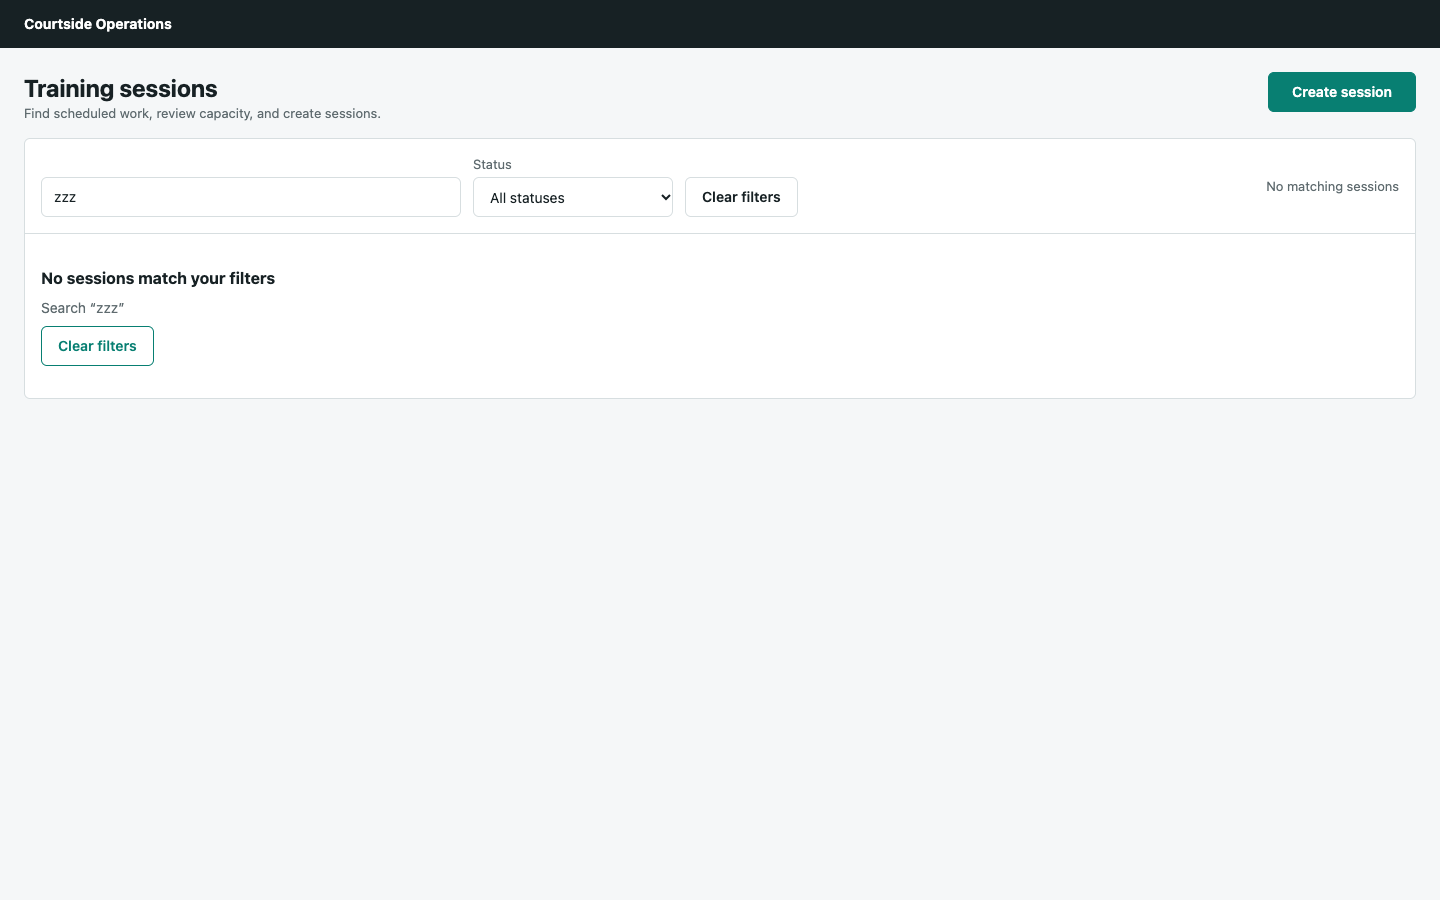 Courtside Operations
Training sessions
Find scheduled work, review capacity, and create sessions.
Create session
Status
zzz
All statuses
Clear filters
No matching sessions
No sessions match your filters
Search “zzz”
Clear filters